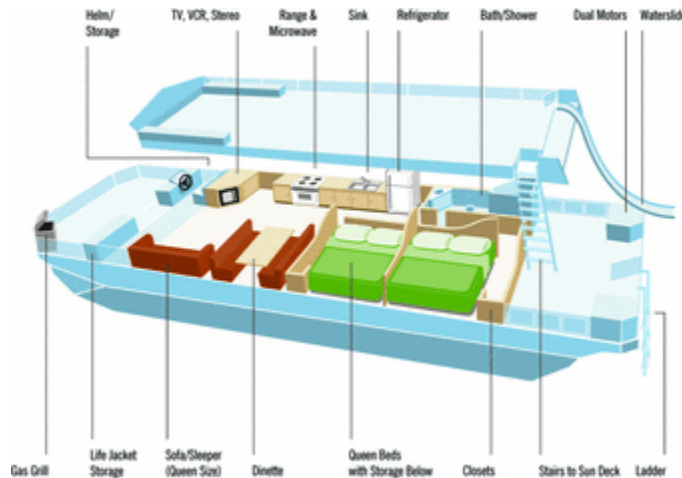 Helm/
Storage
TV, VCR, Stereo
Range &
Microwave
Sink
Refrigerator
Bath/Shower
Dual Motors
Waterslide
Gas Grill
Life Jacket
Storage
Sofa/Sleeper
(Queen Size)
Dinette
Queen Beds
with Storage Below
Closets
Stairs to Sun Deck
Ladder